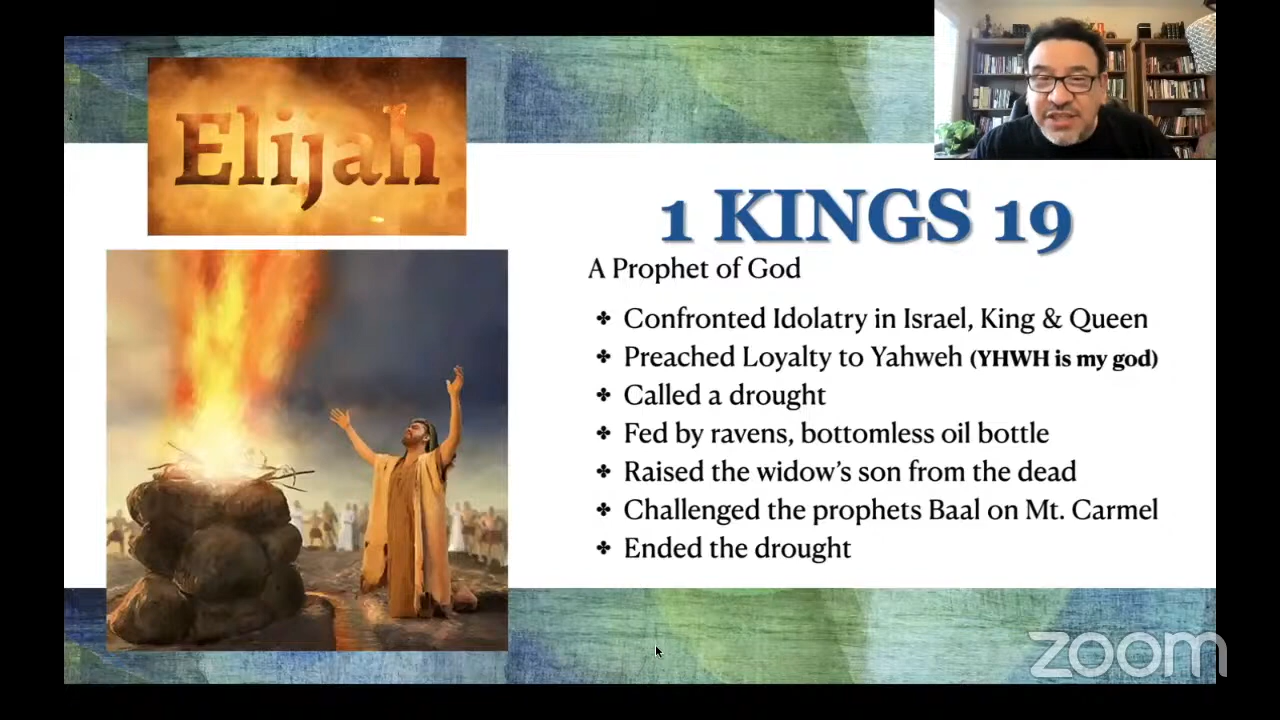 Elijah
1 KINGS 19
A Prophet of God
✤ Confronted Idolatry in Israel, King & Queen
✤ Preached Loyalty to Yahweh (YHWH is my god)
✤ Called a drought
✤ Fed by ravens, bottomless oil bottle
✤ Raised the widow's son from the dead
✤ Challenged the prophets Baal on Mt. Carmel
✤ Ended the drought
zoom